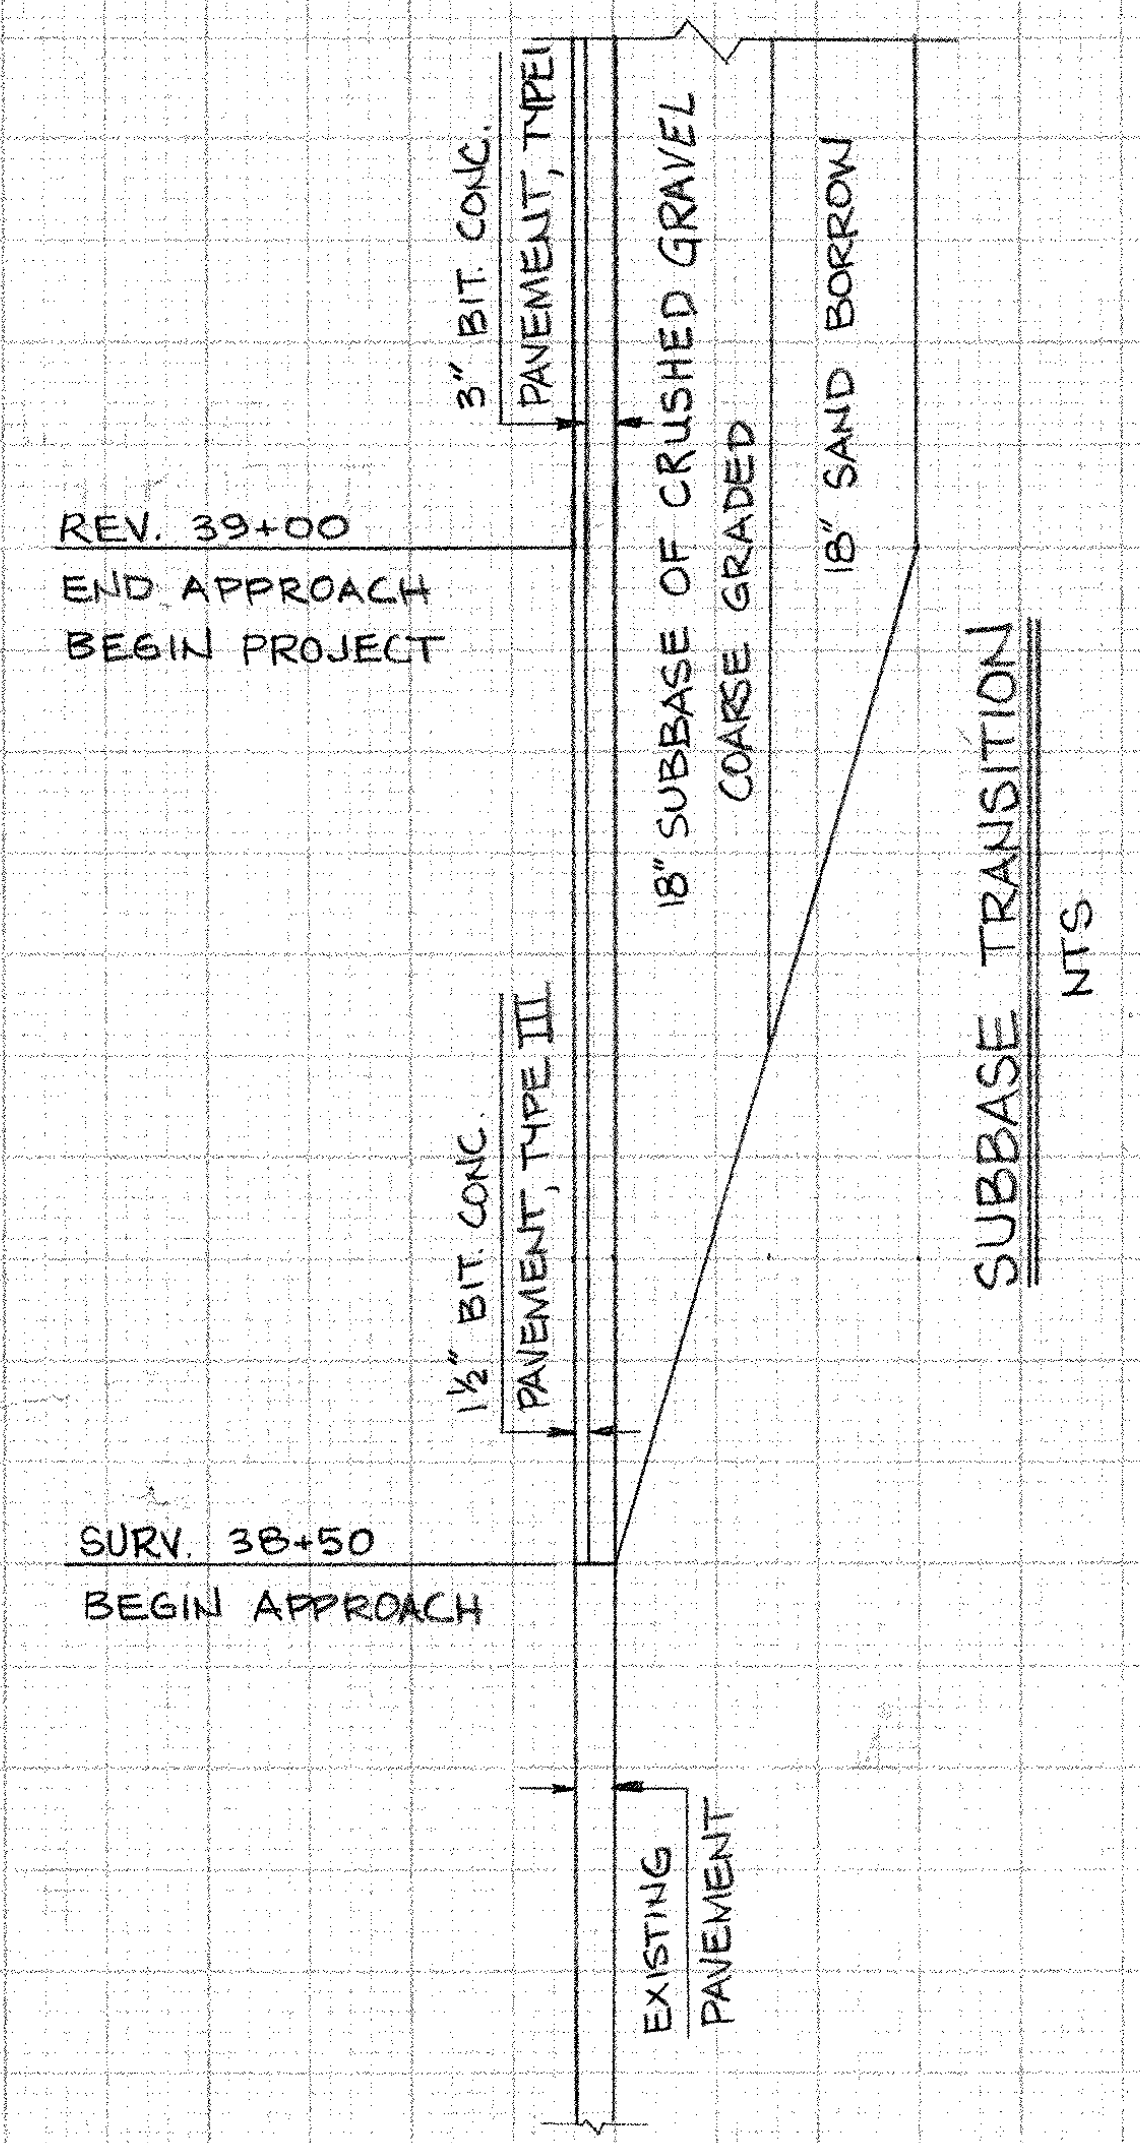 3" BIT. CONC.
PAVEMENT, TYPE I
18" SUBBASE OF CRUSHED GRAVEL
COARSE GRADED
18" SAND BORROW
REV. 39+00
END APPROACH
BEGIN PROJECT
1½" BIT. CONC.
PAVEMENT, TYPE III
SURV. 38+50
BEGIN APPROACH
EXISTING
PAVEMENT
SUBBASE TRANSITION
NTS